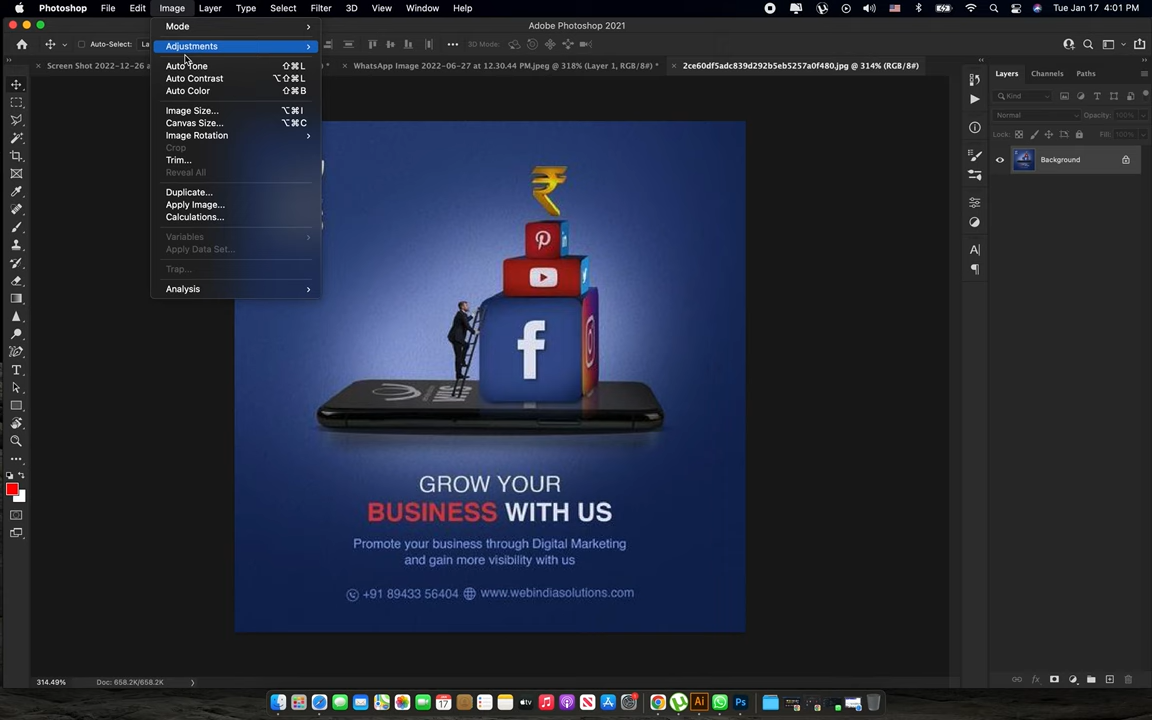 Photoshop File Edit Image Layer Type Select Filter 3D View Window Help Tue Jan 17 4:01 PM
Adobe Photoshop 2021
Auto-Select: La 3D Mode:
Screen Shot 2022-12-26 a
WhatsApp Image 2022-06-27 at 12.30.44 PM.jpeg @ 318% (Layer 1, RGB/8#) *
2ce60df5adc839d292b5eb5257a0f480.jpg @ 314% (RGB/8#)
Mode
Adjustments
Auto Tone ⇧⌘L
Auto Contrast ⌥⇧⌘L
Auto Color ⇧⌘B
Image Size... ⌥⌘I
Canvas Size... ⌥⌘C
Image Rotation
Crop
Trim...
Reveal All
Duplicate...
Apply Image...
Calculations...
Variables
Apply Data Set...
Trap...
Analysis
Layers Channels Paths
Kind
Normal Opacity: 100%
Lock: Fill: 100%
Background
GROW YOUR
BUSINESS WITH US
Promote your business through Digital Marketing
and gain more visibility with us
+91 89433 56404 www.webindiasolutions.com
314.49% Doc: 658.2K/658.2K
17
Ai
Ps